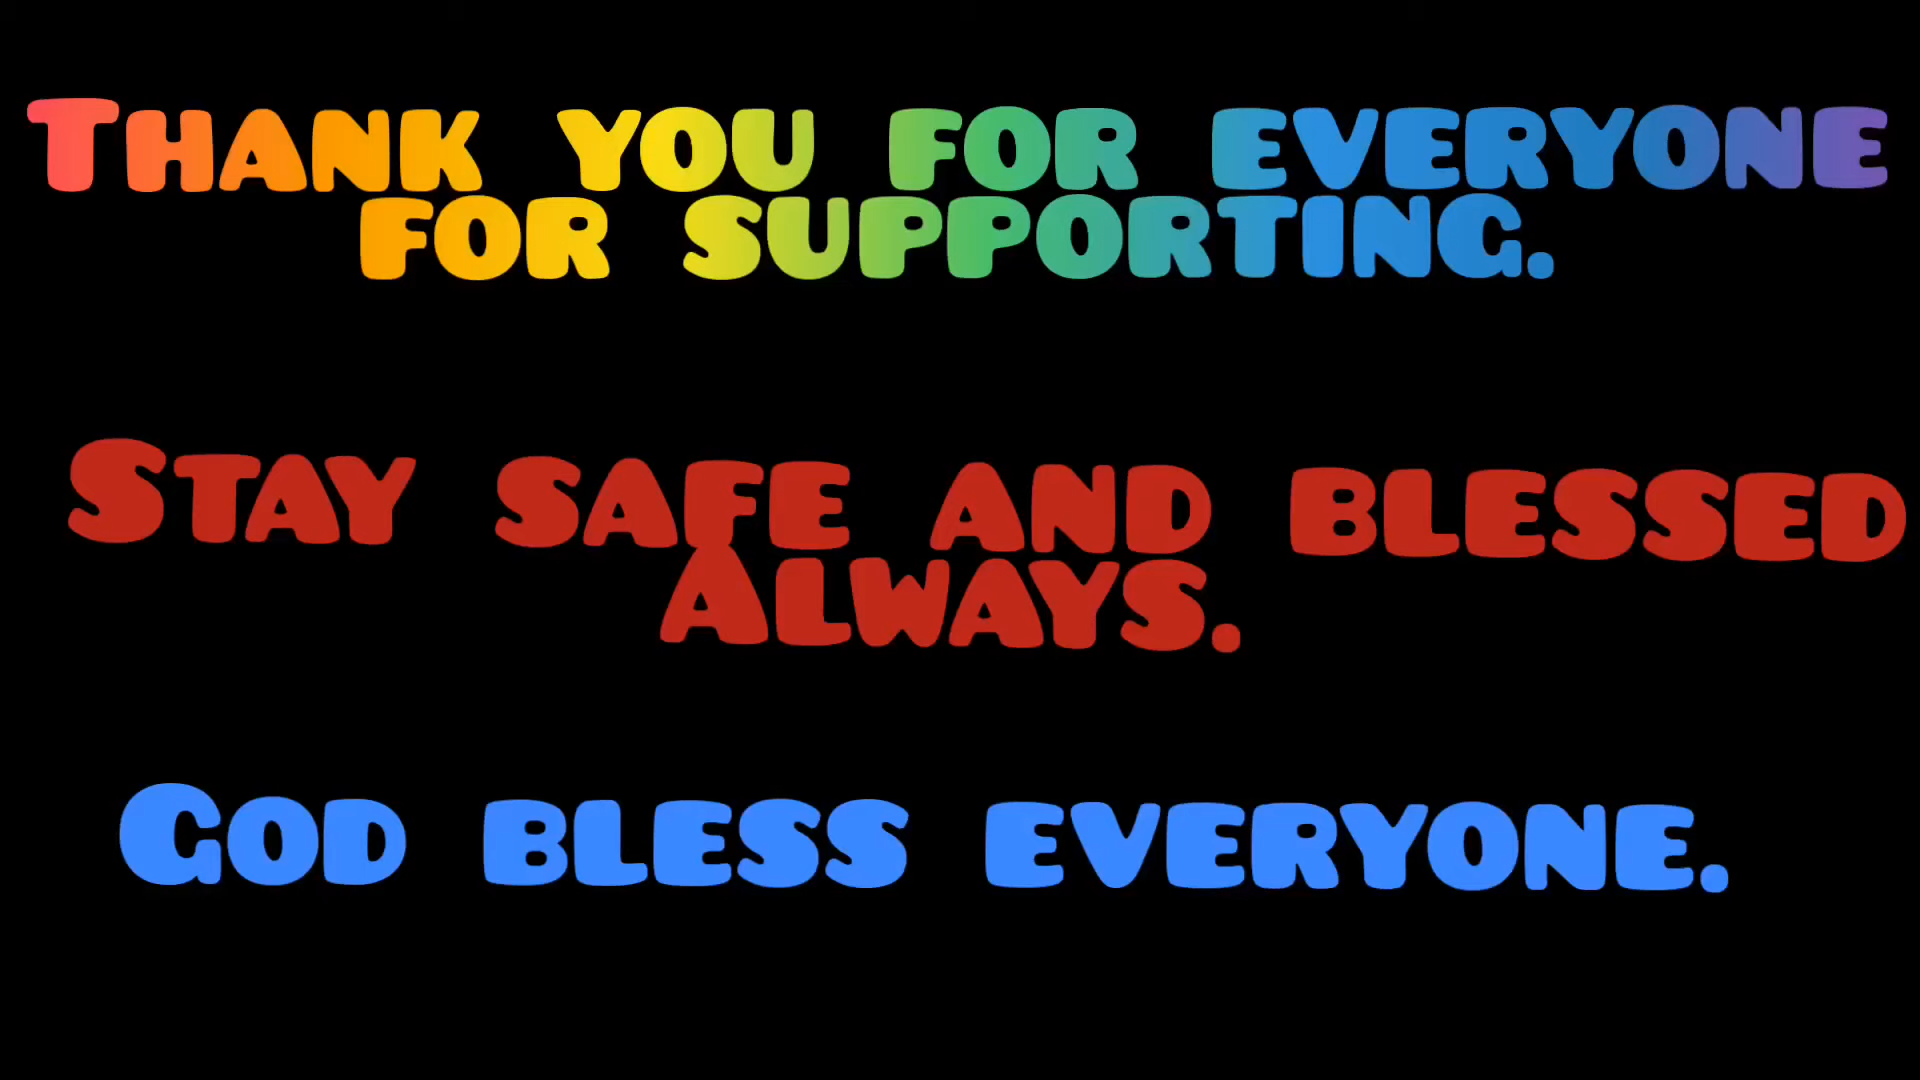 Thank you for everyone
for supporting.
Stay safe and blessed
Always.
God bless everyone.